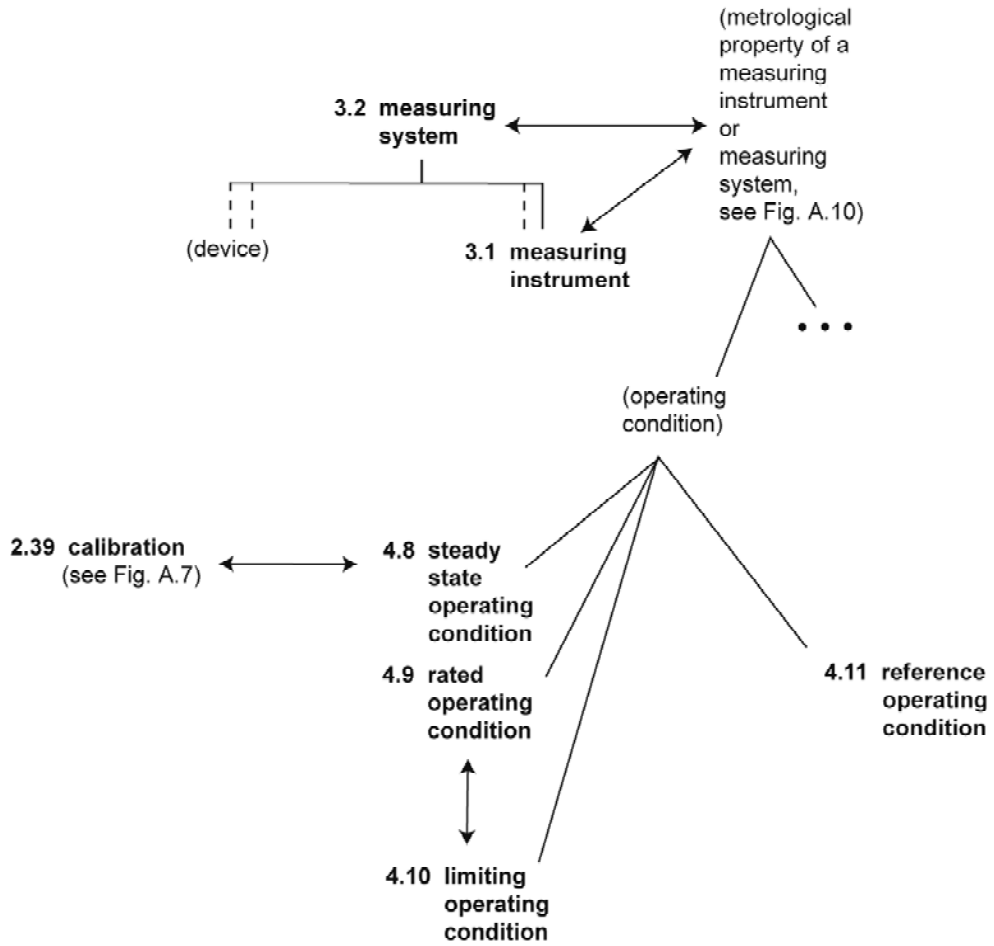 (metrological
property of a
measuring
instrument
or
measuring
system,
see Fig. A.10)
3.2 measuring
system
(device)
3.1 measuring
instrument
• • •
(operating
condition)
2.39 calibration
(see Fig. A.7)
4.8 steady
state
operating
condition
4.9 rated
operating
condition
4.11 reference
operating
condition
4.10 limiting
operating
condition